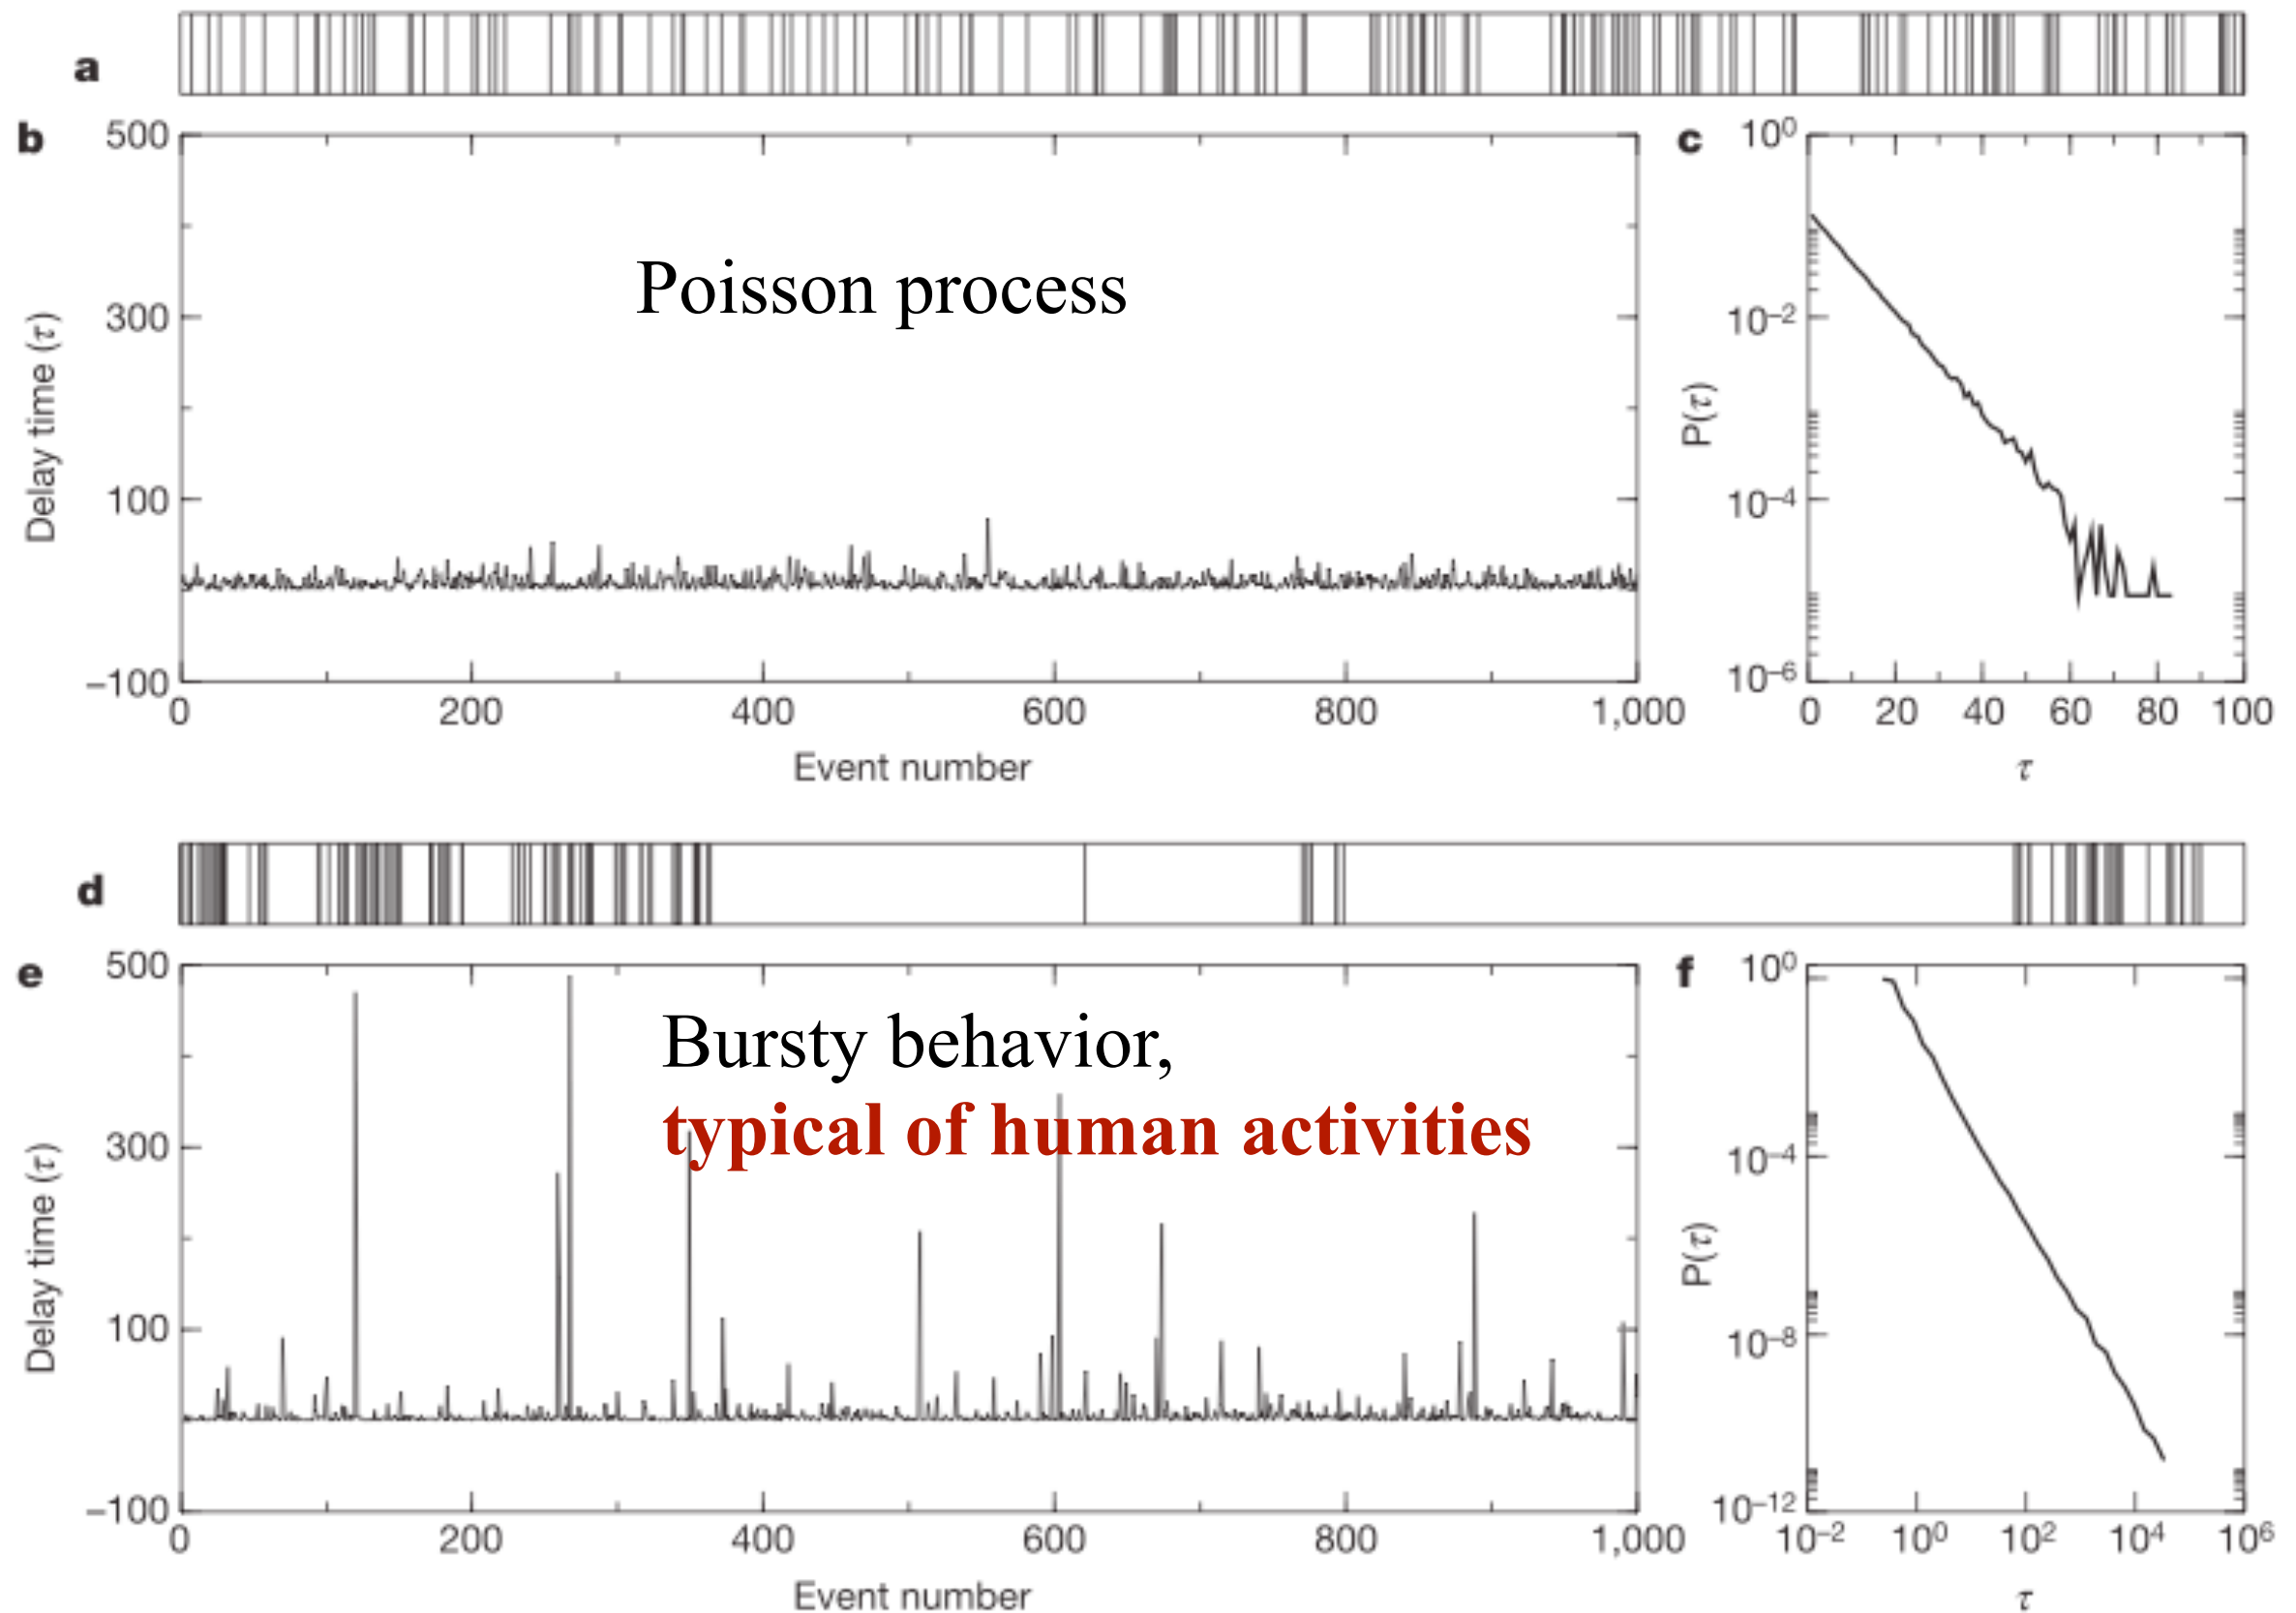 a
b
500
300
100
−100
Delay time (τ)
Poisson process
0
200
400
600
800
1,000
Event number
c
10⁰
10⁻²
10⁻⁴
10⁻⁶
P(τ)
0
20
40
60
80
100
τ
d
e
500
300
100
−100
Delay time (τ)
Bursty behavior,
typical of human activities
0
200
400
600
800
1,000
Event number
f
10⁰
10⁻⁴
10⁻⁸
10⁻¹²
P(τ)
10⁻²
10⁰
10²
10⁴
10⁶
τ